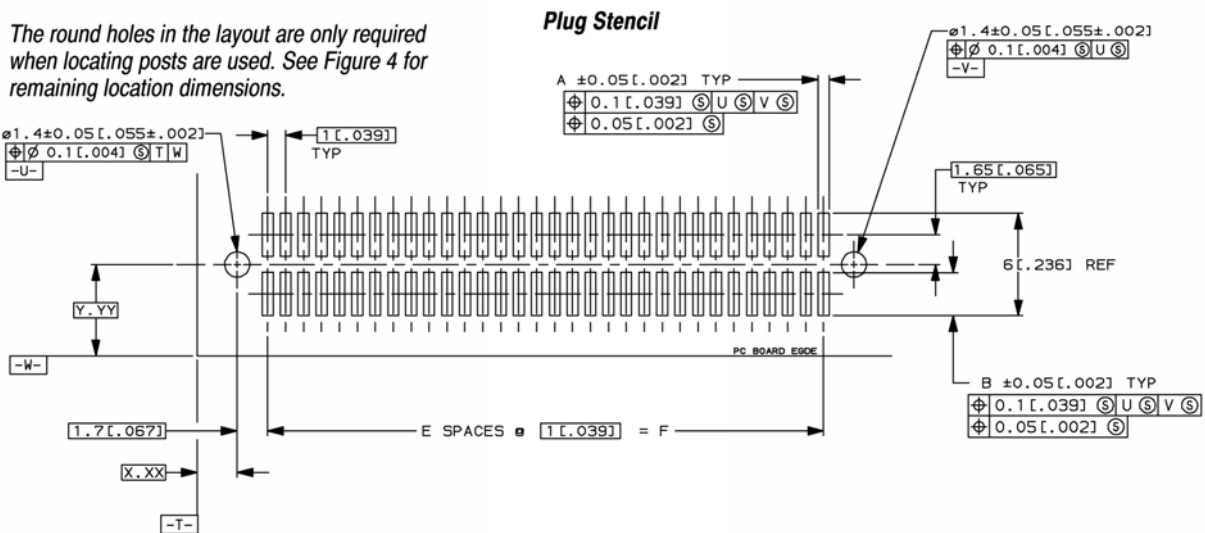 Plug Stencil
The round holes in the layout are only required
when locating posts are used. See Figure 4 for
remaining location dimensions.
⌀1.4±0.05[.055±.002]
⌖ ⌀ 0.1[.004] Ⓢ U Ⓢ
-V-
A ±0.05[.002] TYP
⌖ 0.1[.039] Ⓢ U Ⓢ V Ⓢ
⌖ 0.05[.002] Ⓢ
⌀1.4±0.05[.055±.002]
⌖ ⌀ 0.1[.004] Ⓢ T W
-U-
1[.039]
TYP
1.65[.065]
TYP
6[.236] REF
Y.YY
PC BOARD EGDE
-W-
B ±0.05[.002] TYP
⌖ 0.1[.039] Ⓢ U Ⓢ V Ⓢ
⌖ 0.05[.002] Ⓢ
1.7[.067]
E SPACES @ 1[.039] = F
X.XX
-T-